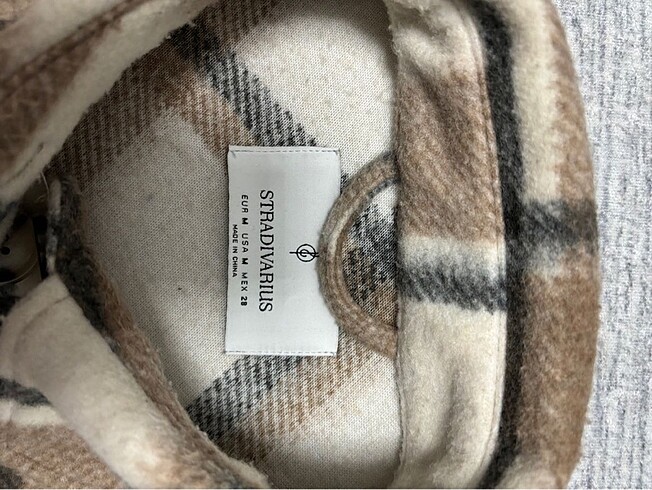 STRADIVARIUS
EUR M USA M MEX 28
MADE IN CHINA